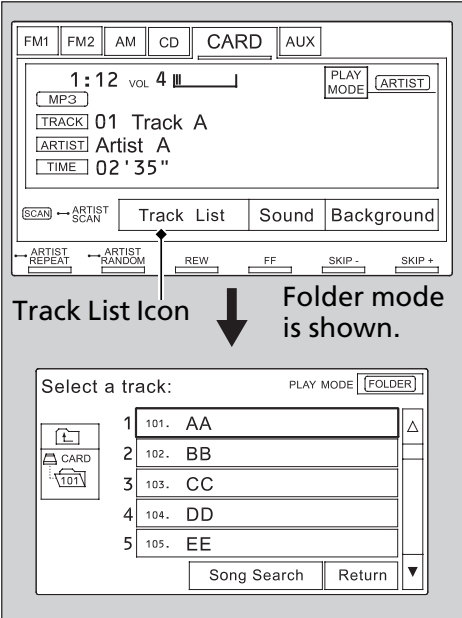 FM1 FM2 AM CD CARD AUX
1:12 VOL 4 PLAY MODE ARTIST
MP3
TRACK 01 Track A
ARTIST Artist A
TIME 02'35"
SCAN ARTIST SCAN Track List Sound Background
ARTIST REPEAT ARTIST RANDOM REW FF SKIP - SKIP +
Track List Icon
Folder mode
is shown.
Select a track: PLAY MODE FOLDER
1 101. AA
CARD 2 102. BB
101 3 103. CC
4 104. DD
5 105. EE
Song Search Return